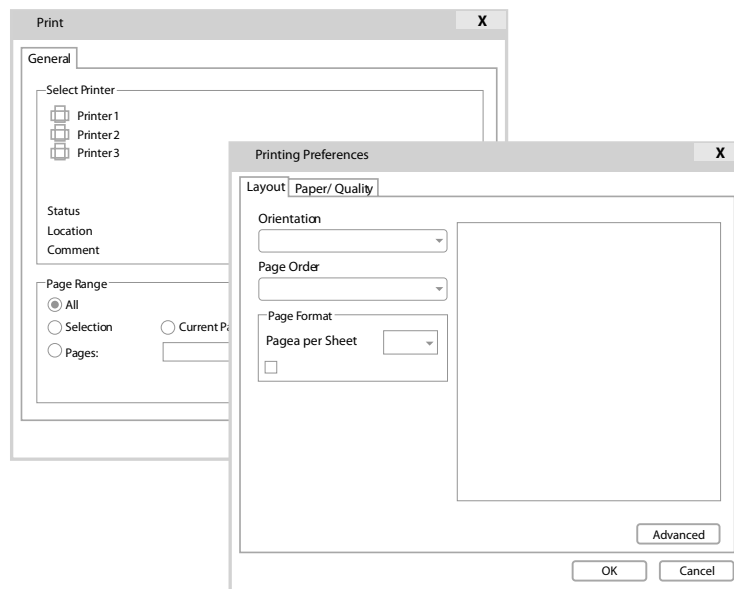 Print X
General
Select Printer
Printer 1
Printer 2
Printer 3
Status
Location
Comment
Page Range
All
Selection Current Pa
Pages:
Printing Preferences X
Layout Paper/ Quality
Orientation
Page Order
Page Format
Pagea per Sheet
Advanced
OK Cancel